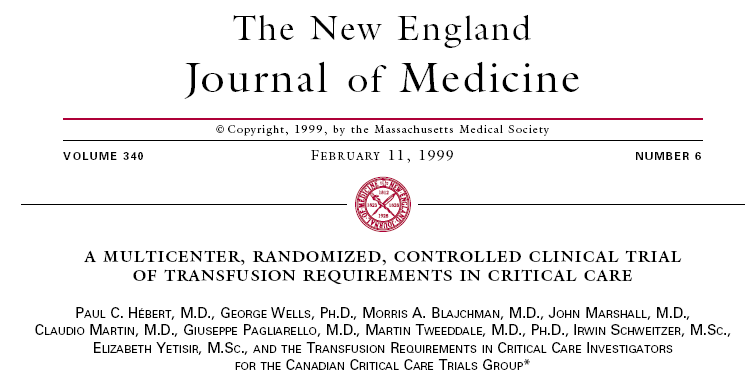 The New England
Journal of Medicine
© Copyright, 1999, by the Massachusetts Medical Society
VOLUME 340 FEBRUARY 11, 1999 NUMBER 6
A MULTICENTER, RANDOMIZED, CONTROLLED CLINICAL TRIAL
OF TRANSFUSION REQUIREMENTS IN CRITICAL CARE
PAUL C. HÉBERT, M.D., GEORGE WELLS, PH.D., MORRIS A. BLAJCHMAN, M.D., JOHN MARSHALL, M.D.,
CLAUDIO MARTIN, M.D., GIUSEPPE PAGLIARELLO, M.D., MARTIN TWEEDDALE, M.D., PH.D., IRWIN SCHWEITZER, M.SC.,
ELIZABETH YETISIR, M.SC., AND THE TRANSFUSION REQUIREMENTS IN CRITICAL CARE INVESTIGATORS
FOR THE CANADIAN CRITICAL CARE TRIALS GROUP*